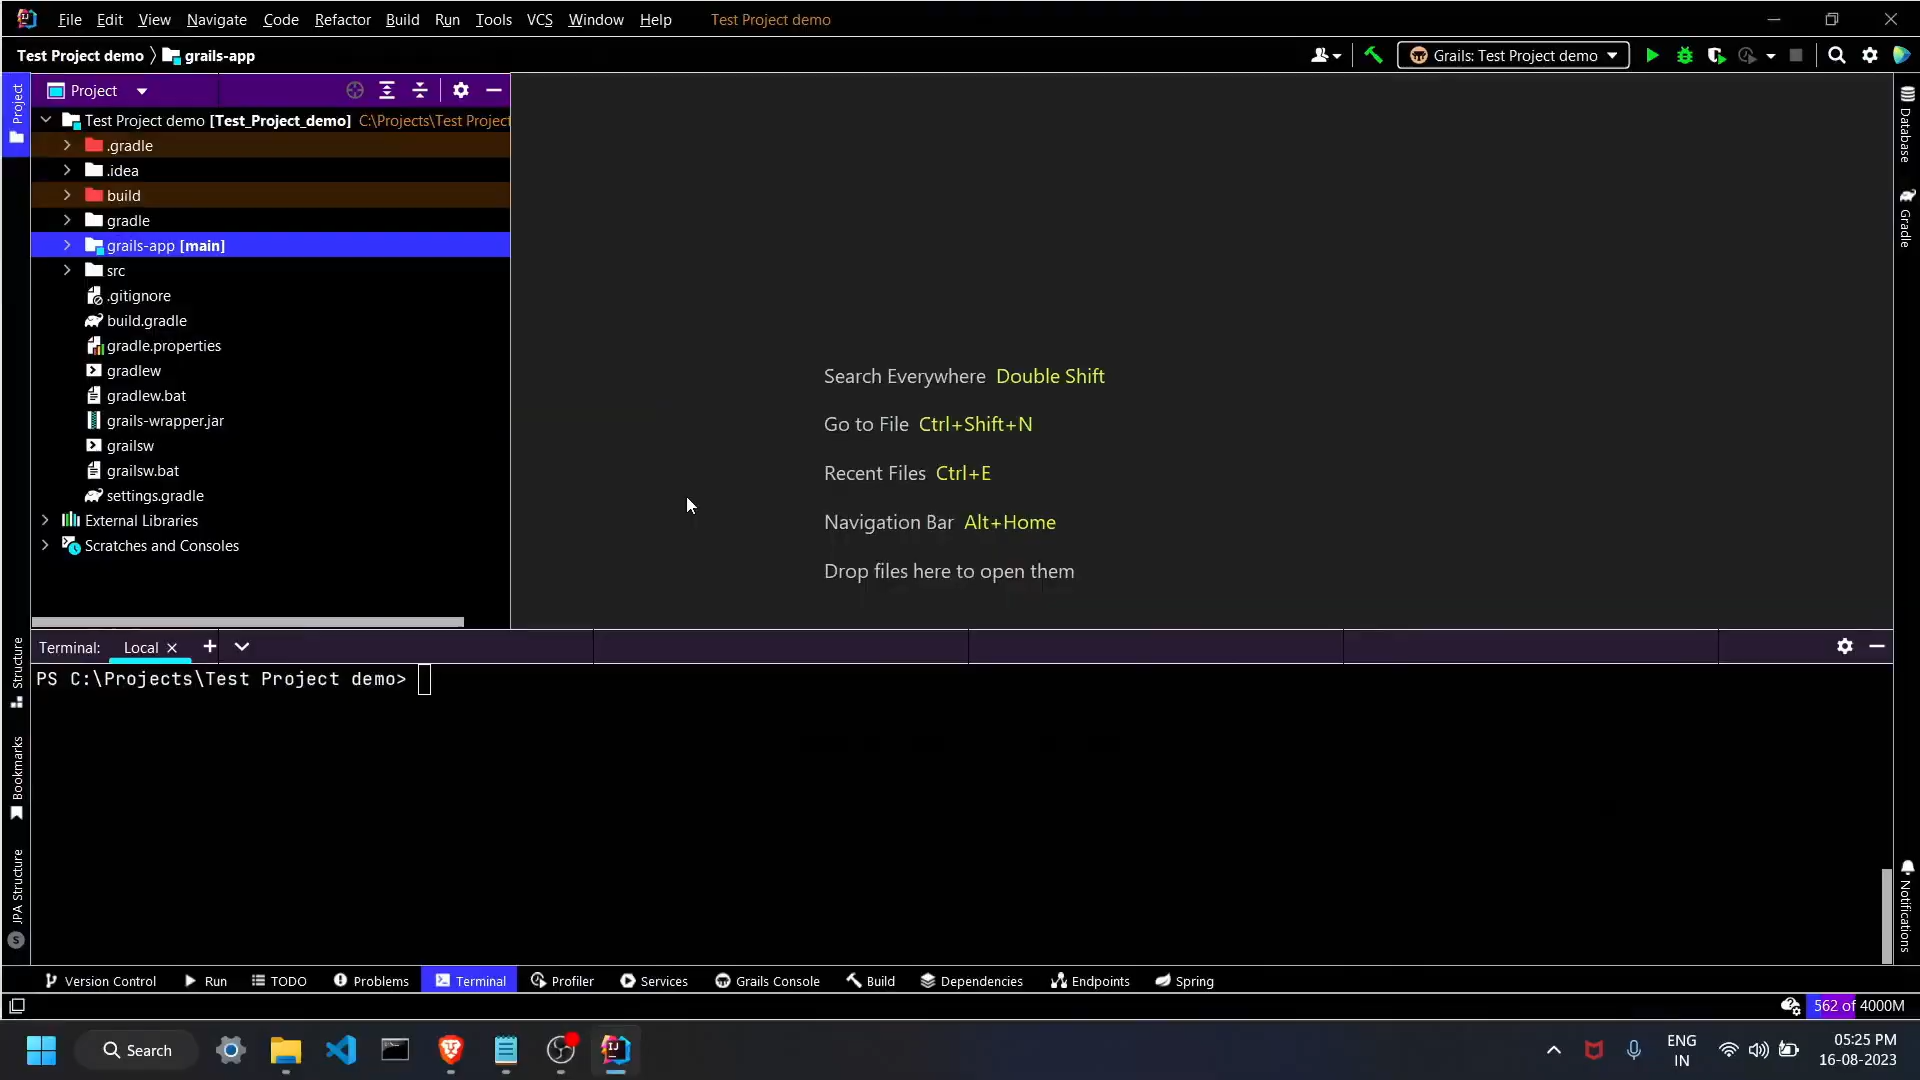 File Edit View Navigate Code Refactor Build Run Tools VCS Window Help Test Project demo
Test Project demo grails-app Grails: Test Project demo
Project
Project
Test Project demo [Test_Project_demo] C:\Projects\Test Project
.gradle
.idea
build
gradle
grails-app [main]
src
.gitignore
build.gradle
gradle.properties
gradlew
gradlew.bat
grails-wrapper.jar
grailsw
grailsw.bat
settings.gradle
External Libraries
Scratches and Consoles
Search Everywhere Double Shift
Go to File Ctrl+Shift+N
Recent Files Ctrl+E
Navigation Bar Alt+Home
Drop files here to open them
Database
Gradle
Notifications
Structure
Bookmarks
JPA Structure
Terminal: Local
PS C:\Projects\Test Project demo>
Version Control Run TODO Problems Terminal Profiler Services Grails Console Build Dependencies Endpoints Spring
562 of 4000M
Search
ENG
IN
05:25 PM
16-08-2023